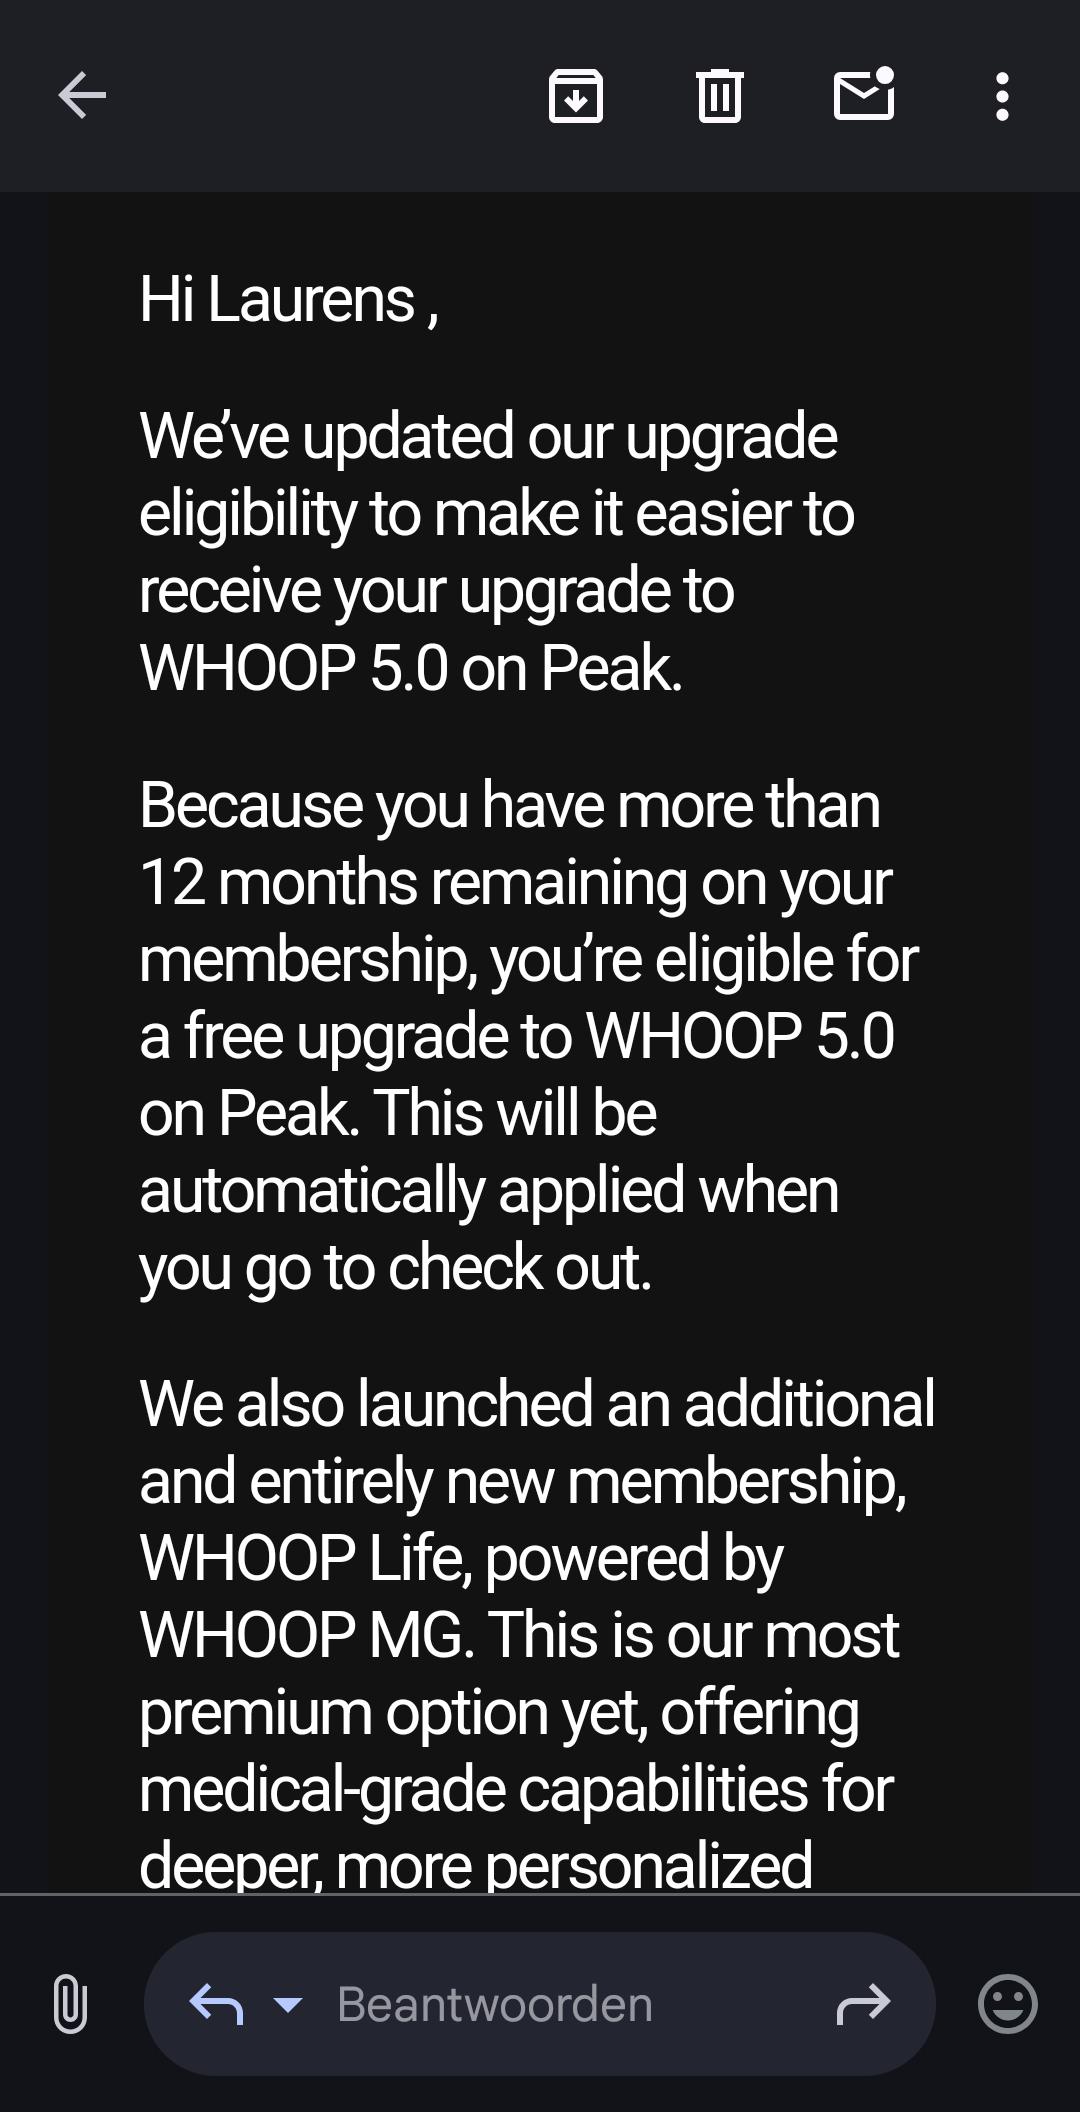 Hi Laurens ,
We’ve updated our upgrade
eligibility to make it easier to
receive your upgrade to
WHOOP 5.0 on Peak.
Because you have more than
12 months remaining on your
membership, you’re eligible for
a free upgrade to WHOOP 5.0
on Peak. This will be
automatically applied when
you go to check out.
We also launched an additional
and entirely new membership,
WHOOP Life, powered by
WHOOP MG. This is our most
premium option yet, offering
medical-grade capabilities for
deeper, more personalized
Beantwoorden